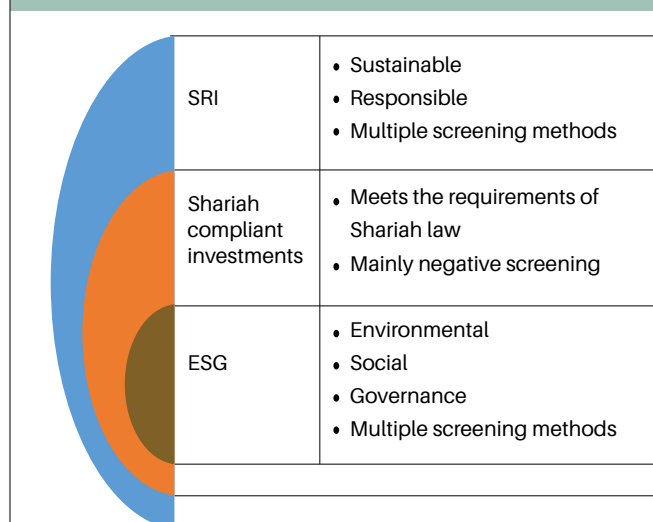 SRI
• Sustainable
• Responsible
• Multiple screening methods
Shariah
compliant
investments
• Meets the requirements of
Shariah law
• Mainly negative screening
ESG
• Environmental
• Social
• Governance
• Multiple screening methods